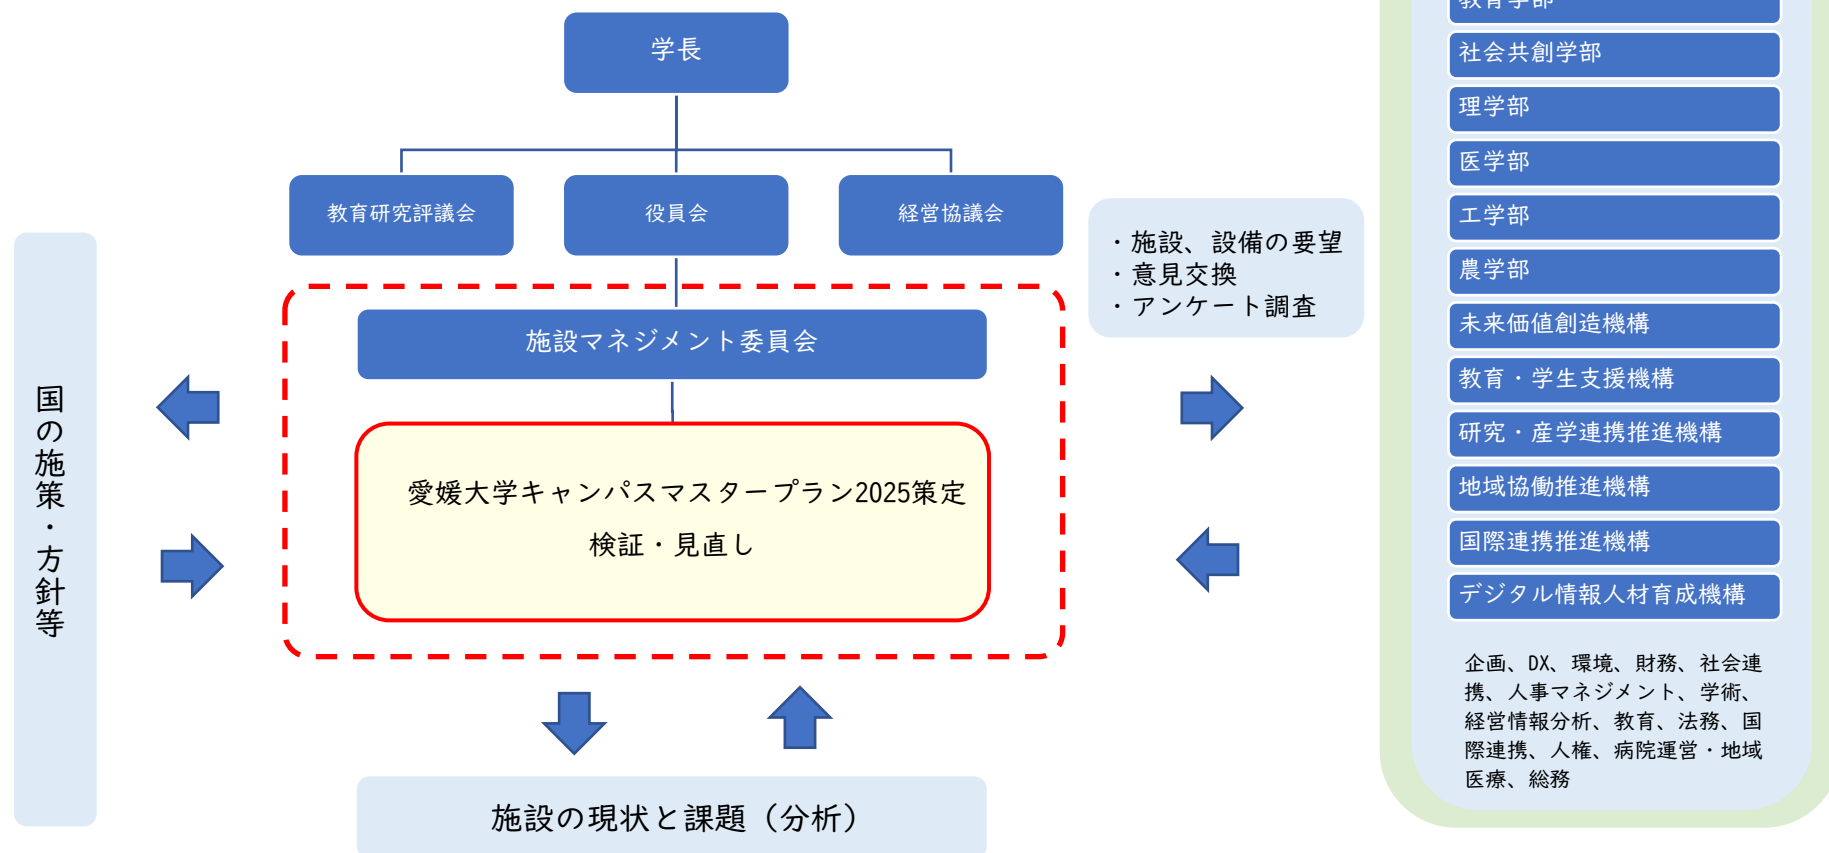 学長
教育研究評議会
役員会
経営協議会
施設マネジメント委員会
愛媛大学キャンパスマスタープラン2025策定
検証・見直し
国の施策・方針等
・施設、設備の要望
・意見交換
・アンケート調査
施設の現状と課題（分析）
教育学部
社会共創学部
理学部
医学部
工学部
農学部
未来価値創造機構
教育・学生支援機構
研究・産学連携推進機構
地域協働推進機構
国際連携推進機構
デジタル情報人材育成機構
企画、DX、環境、財務、社会連
携、人事マネジメント、学術、
経営情報分析、教育、法務、国
際連携、人権、病院運営・地域
医療、総務